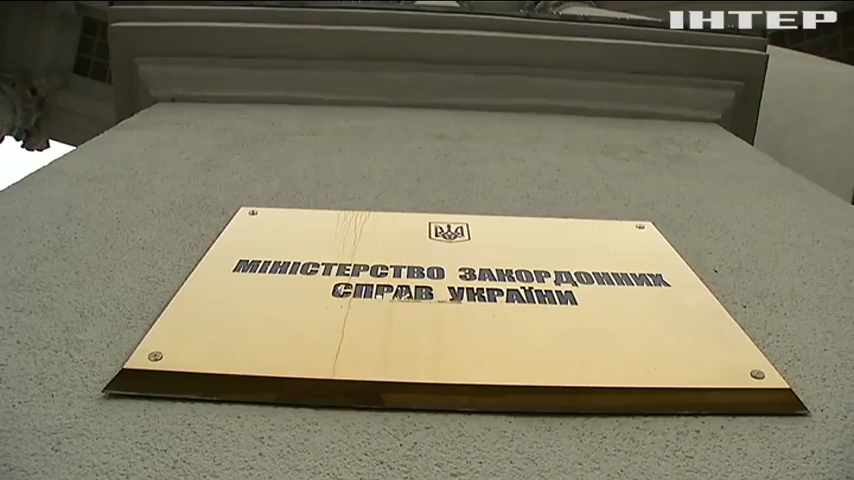 ІНТЕР
МІНІСТЕРСТВО ЗАКОРДОННИХ
СПРАВ УКРАЇНИ